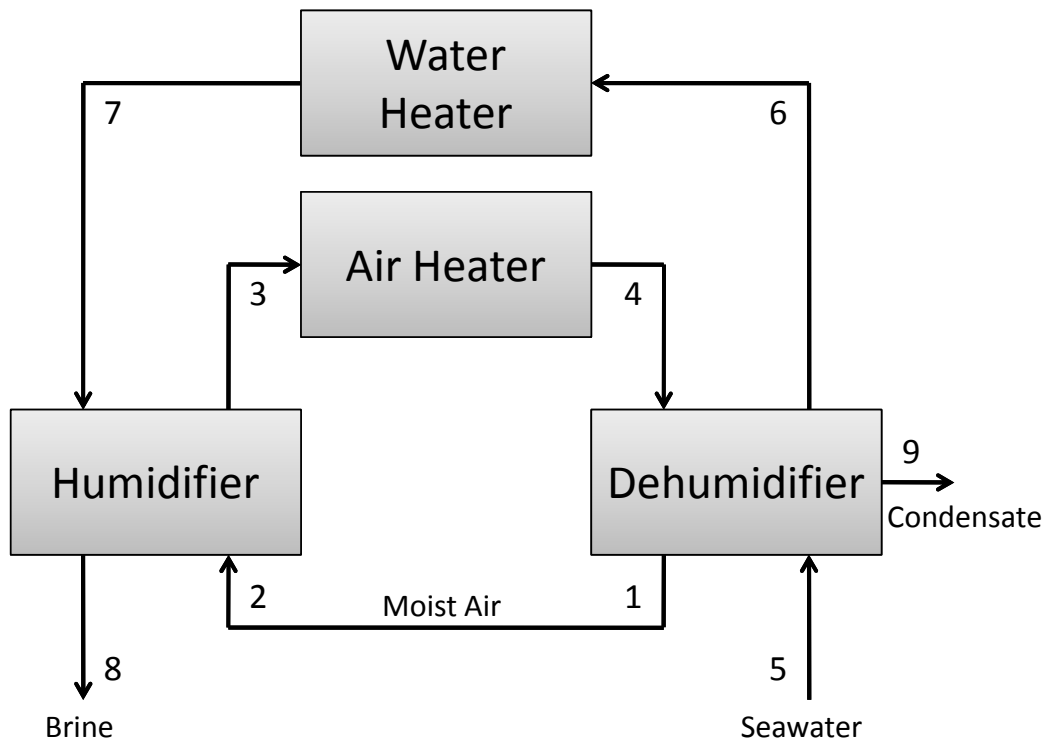 Water
Heater
7
6
Air Heater
3
4
Humidifier
Dehumidifier
9
Condensate
2
Moist Air
1
8
5
Brine
Seawater